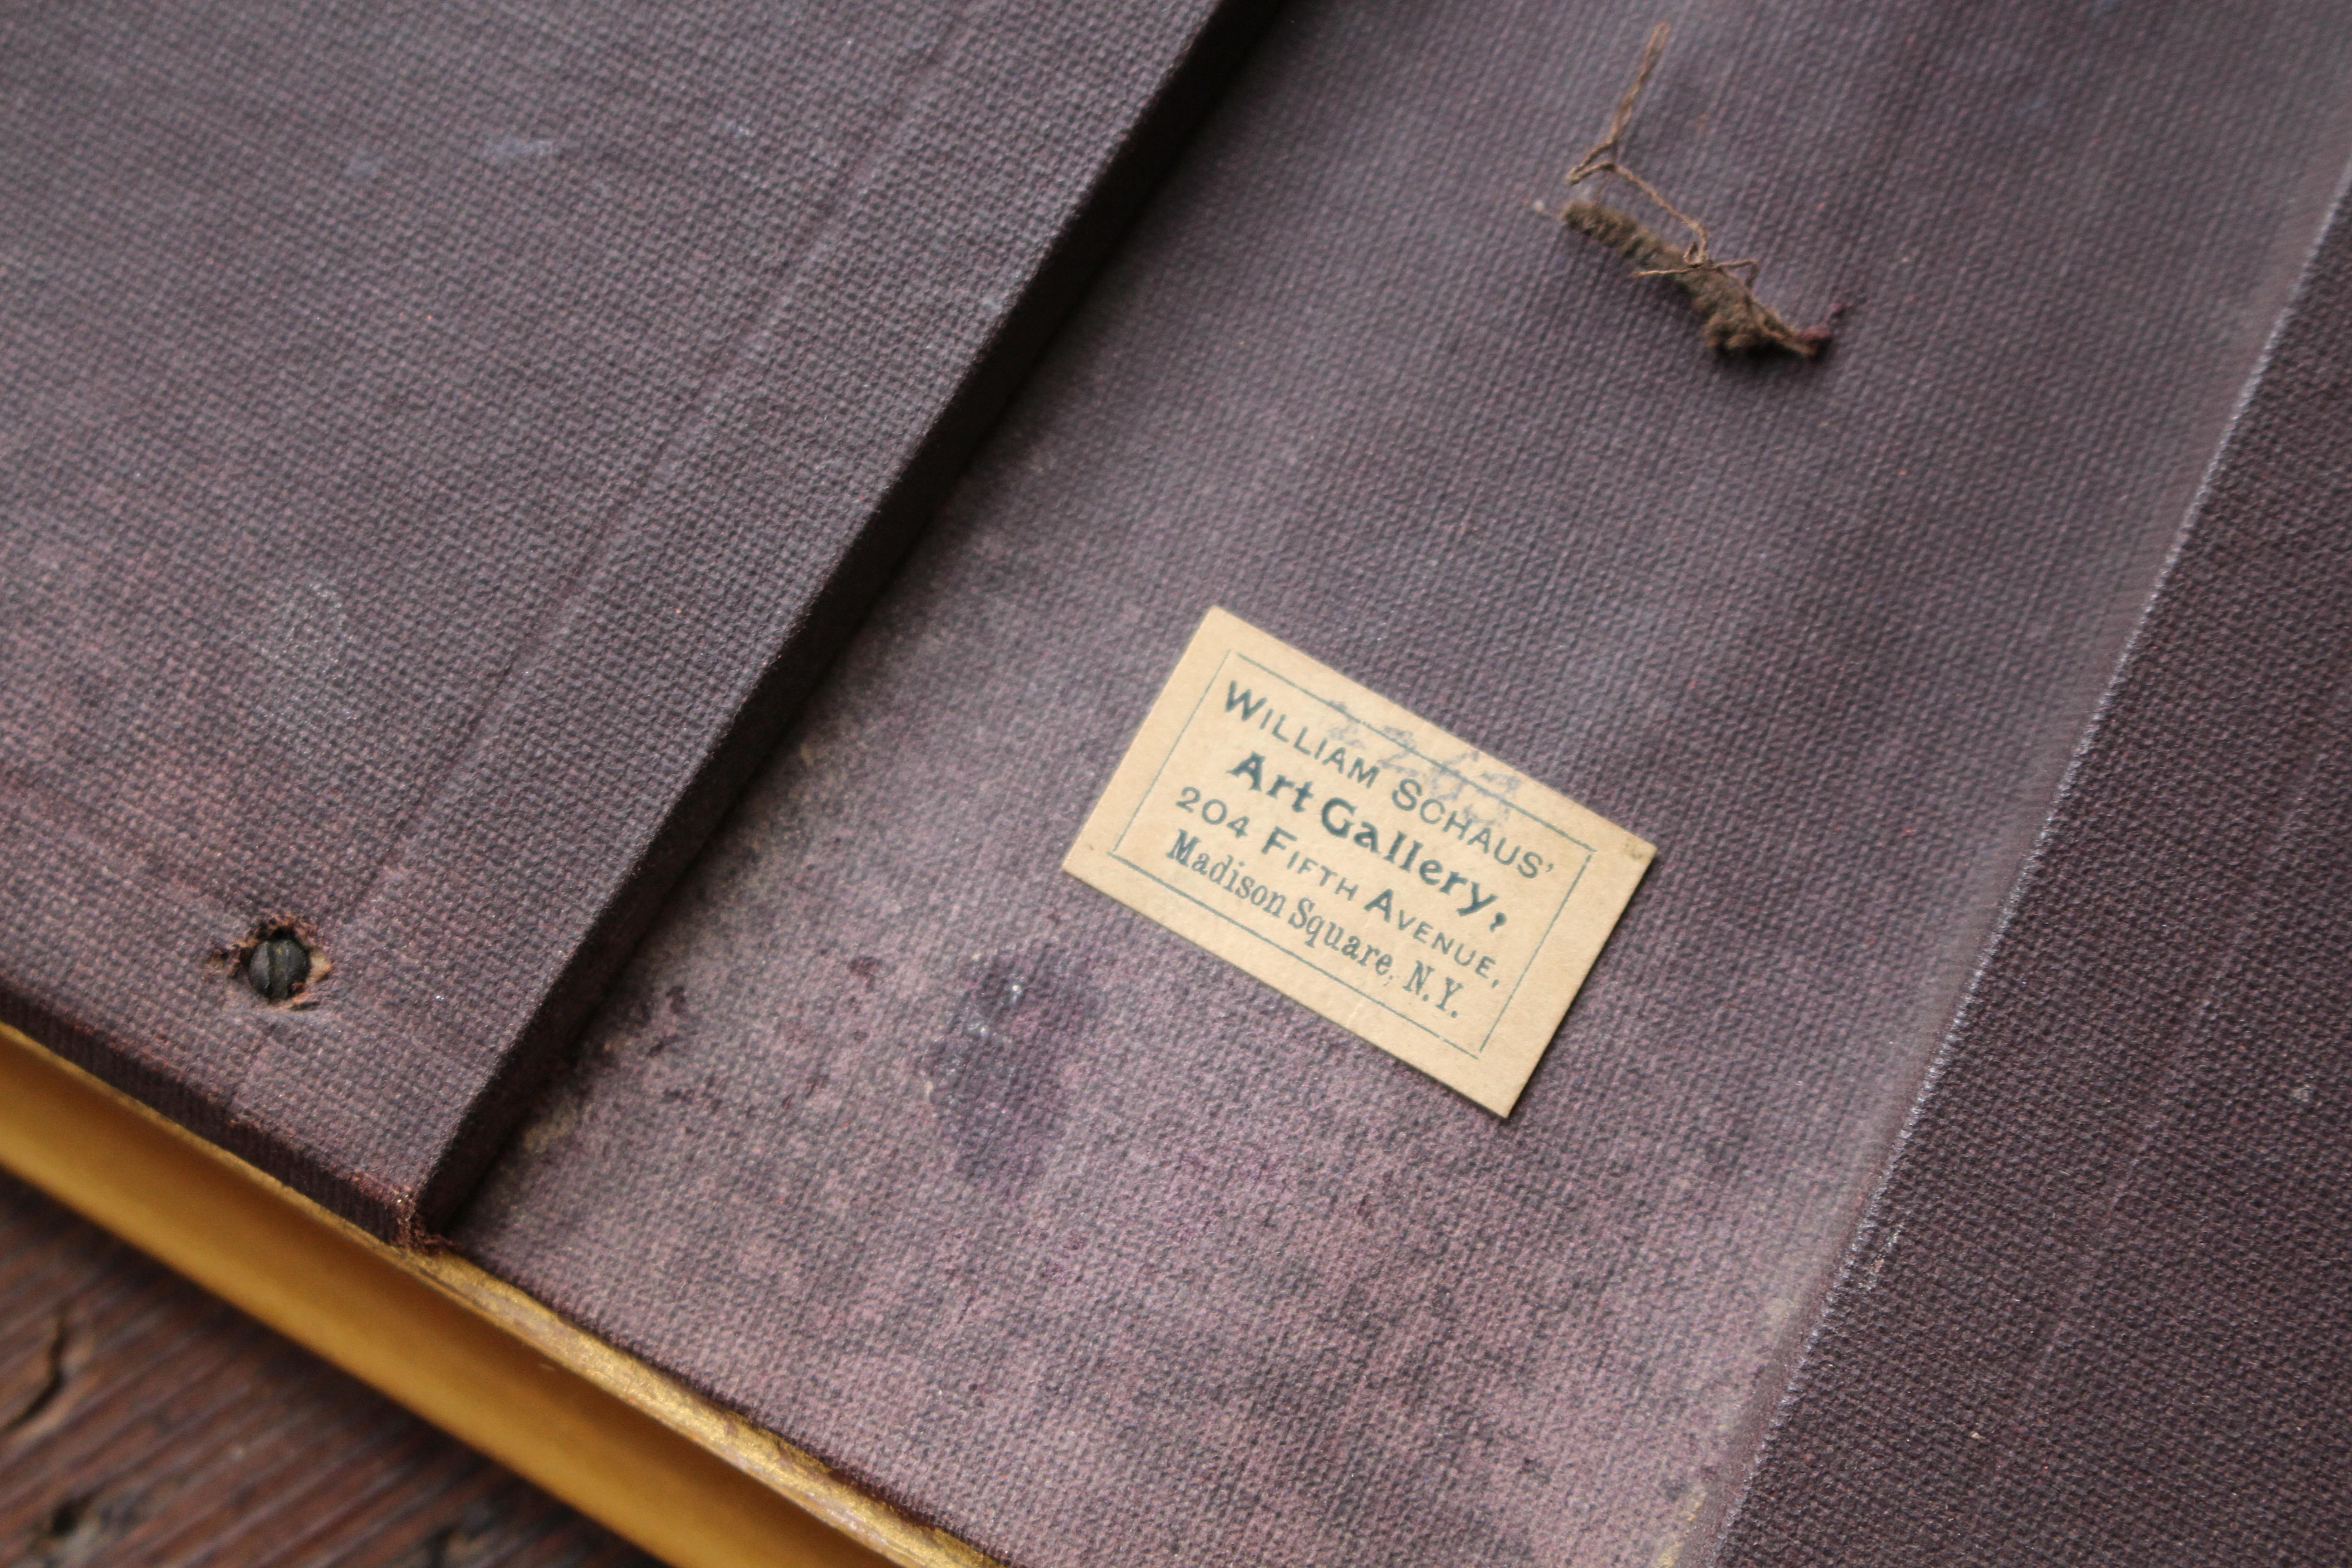 WILLIAM SCHAUS'
Art Gallery,
204 FIFTH AVENUE,
Madison Square, N.Y.